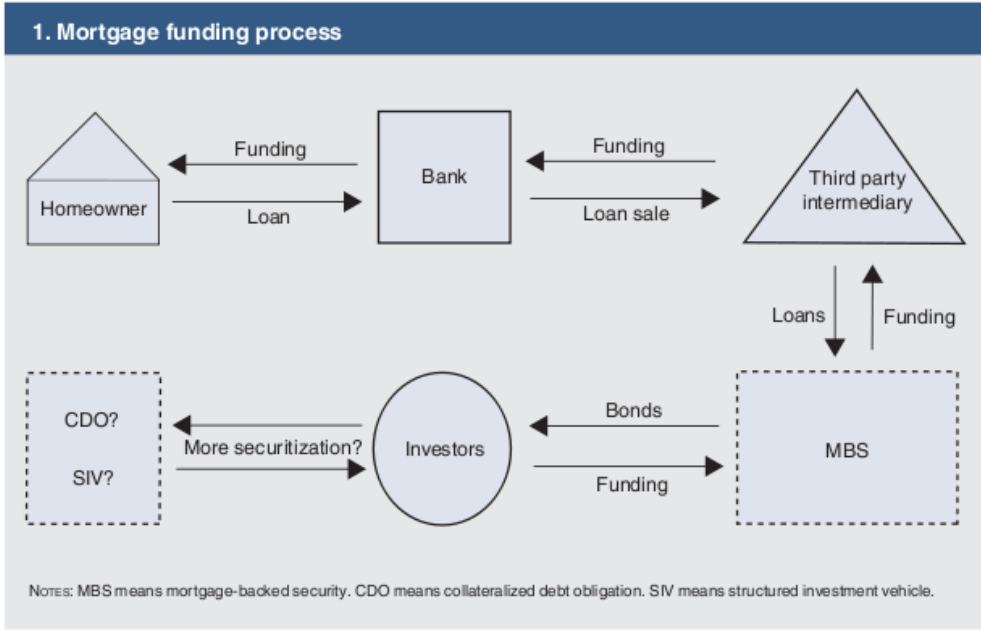 1. Mortgage funding process
Homeowner
Funding
Loan
Bank
Funding
Loan sale
Third party
intermediary
Loans
Funding
CDO?
SIV?
More securitization?
Investors
Bonds
Funding
MBS
NOTES: MBS means mortgage-backed security. CDO means collateralized debt obligation. SIV means structured investment vehicle.